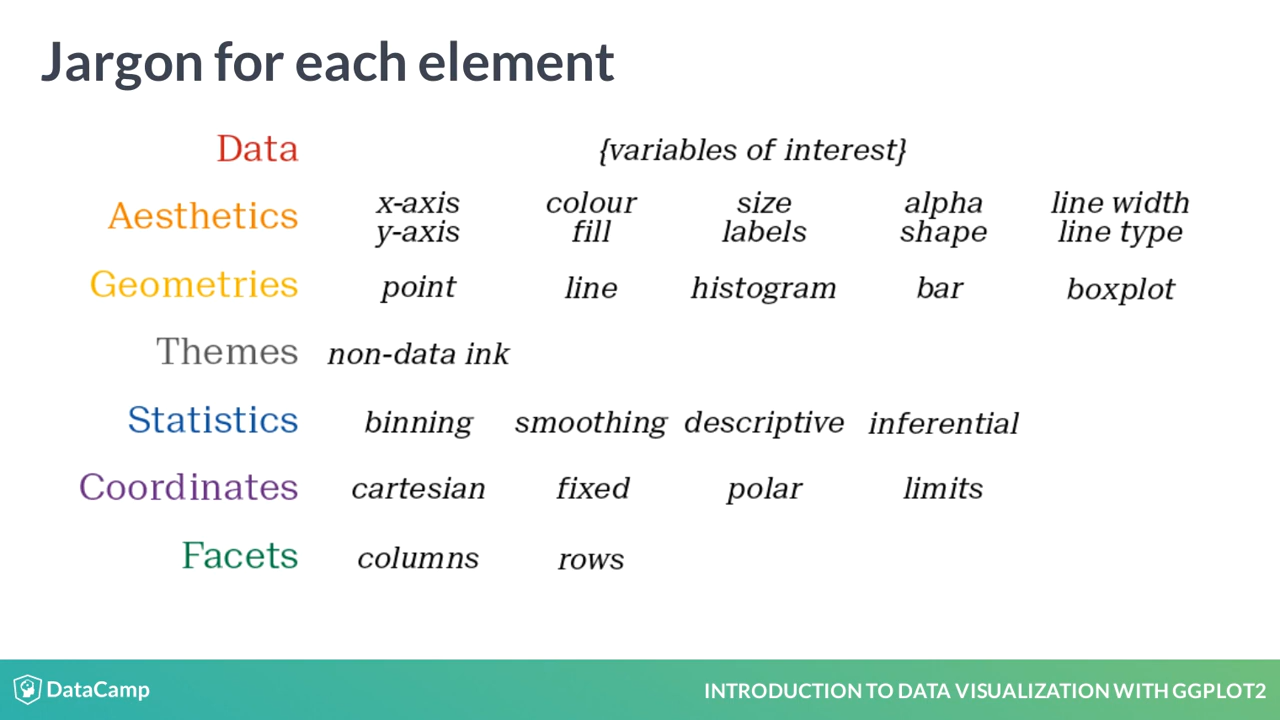 Jargon for each element
Data {variables of interest}
Aesthetics x-axis colour size alpha line width
y-axis fill labels shape line type
Geometries point line histogram bar boxplot
Themes non-data ink
Statistics binning smoothing descriptive inferential
Coordinates cartesian fixed polar limits
Facets columns rows
DataCamp INTRODUCTION TO DATA VISUALIZATION WITH GGPLOT2